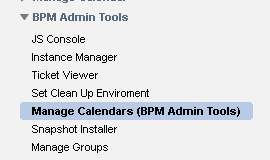 BPM Admin Tools
JS Console
Instance Manager
Ticket Viewer
Set Clean Up Enviroment
Manage Calendars (BPM Admin Tools)
Snapshot Installer
Manage Groups